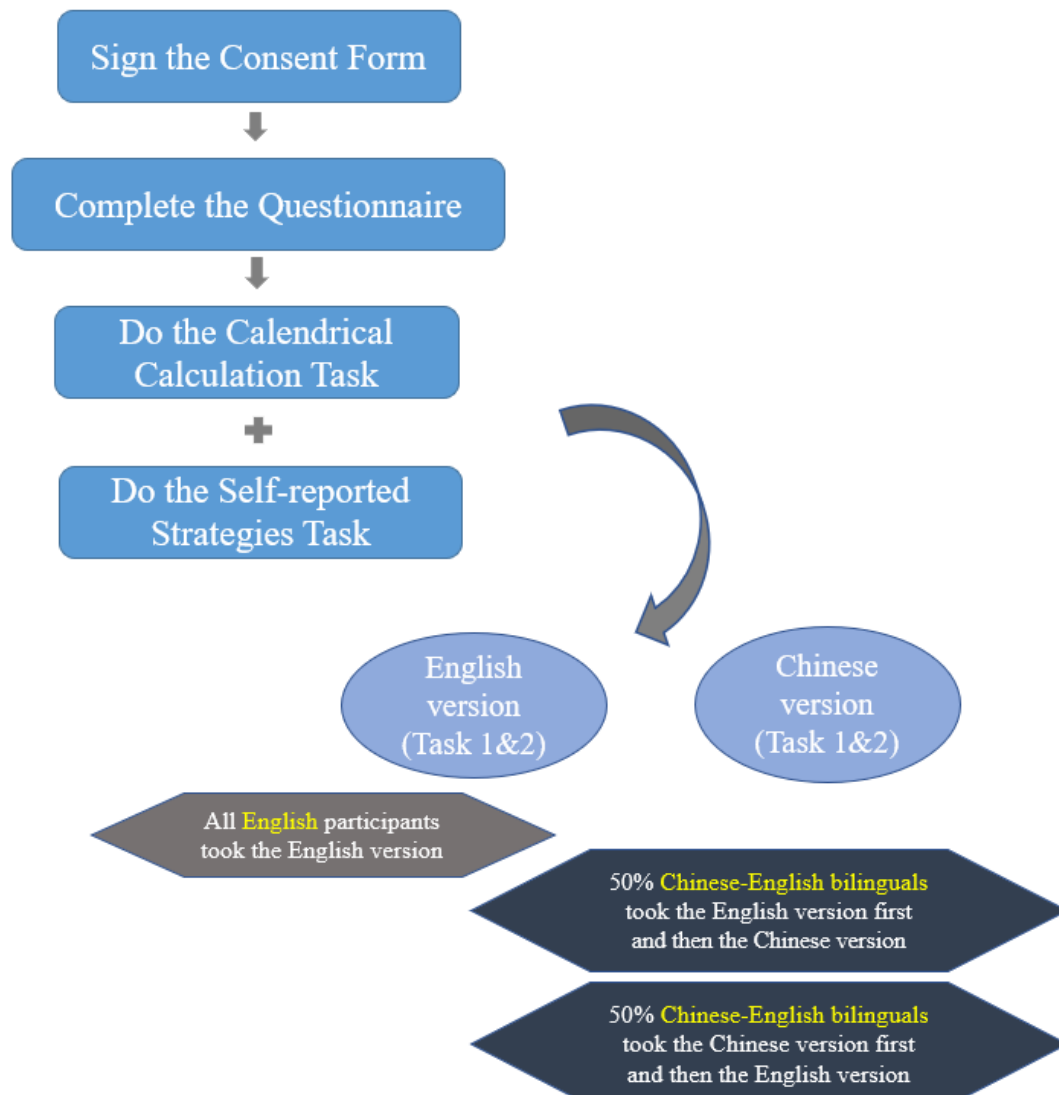 Sign the Consent Form
Complete the Questionnaire
Do the Calendrical
Calculation Task
Do the Self-reported
Strategies Task
English
version
(Task 1&2)
Chinese
version
(Task 1&2)
All English participants
took the English version
50% Chinese-English bilinguals
took the English version first
and then the Chinese version
50% Chinese-English bilinguals
took the Chinese version first
and then the English version